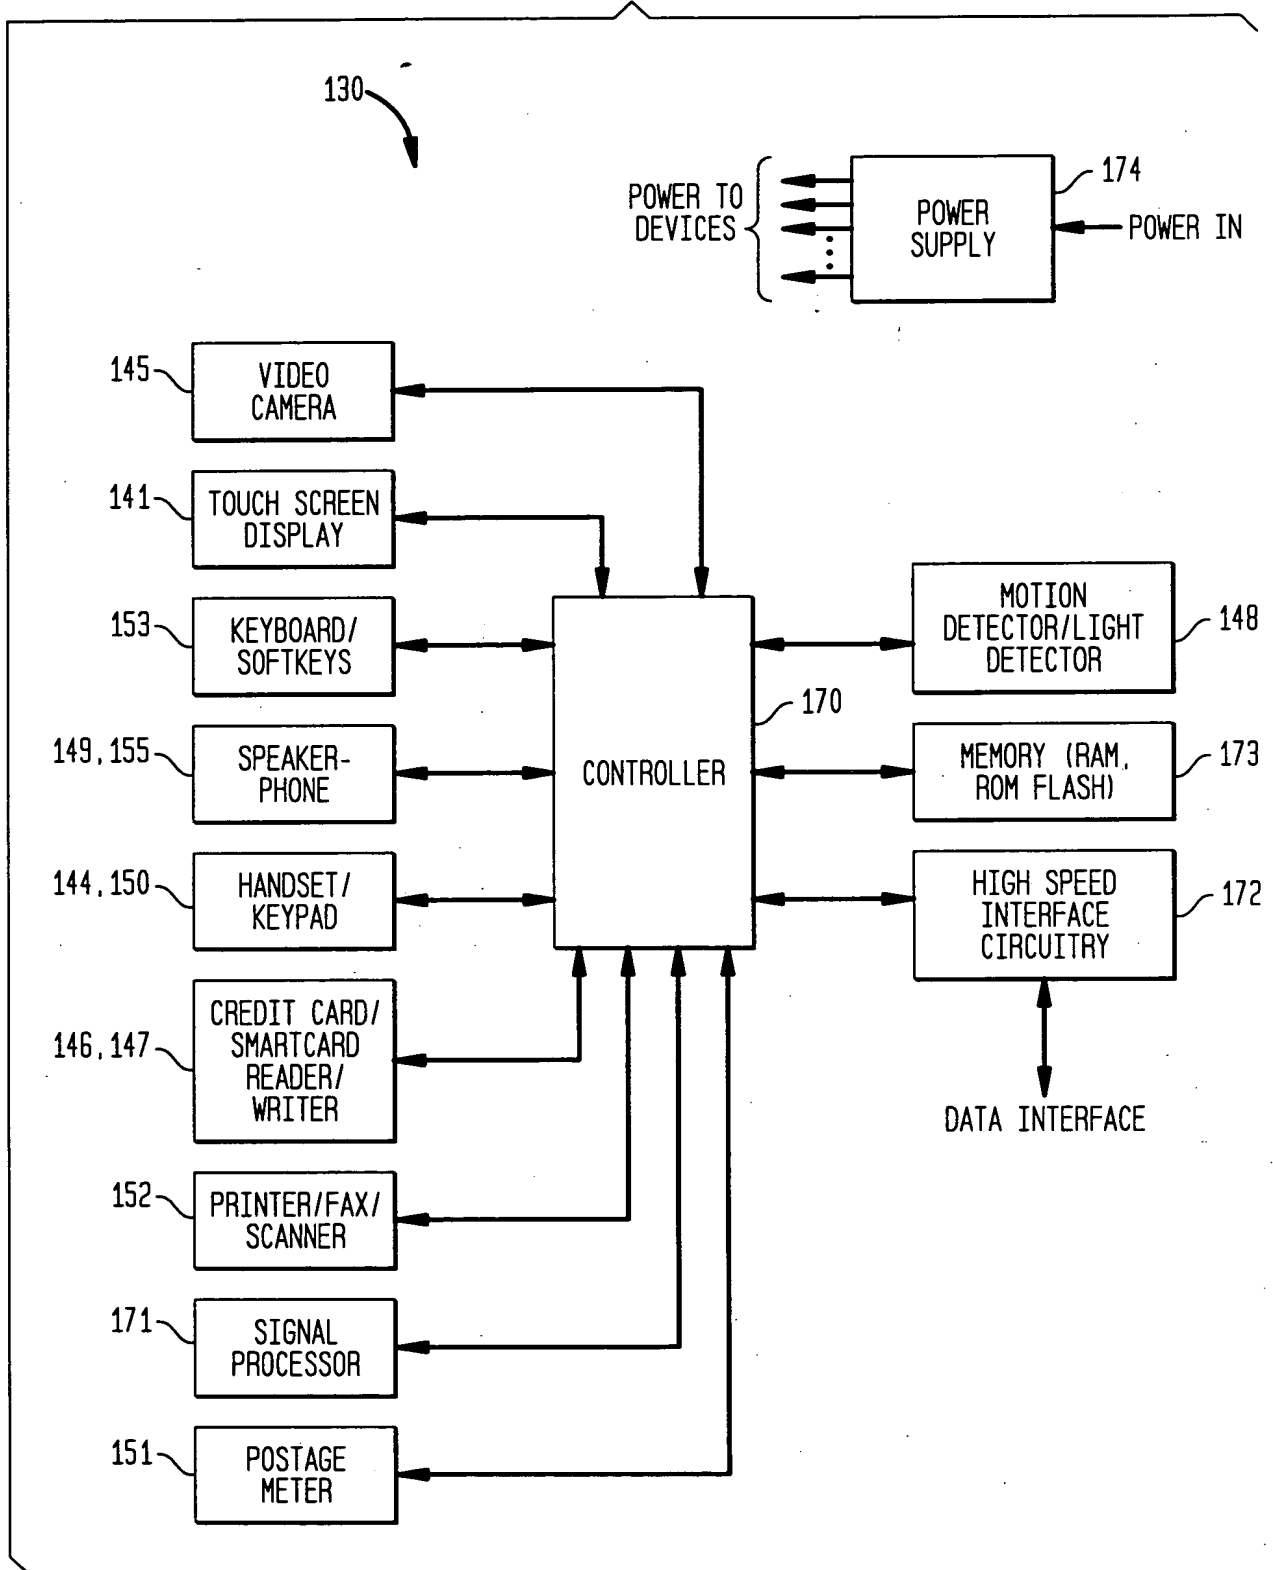 130
174
POWER TO
DEVICES
POWER
SUPPLY
POWER IN
145
VIDEO
CAMERA
141
TOUCH SCREEN
DISPLAY
153
KEYBOARD/
SOFTKEYS
MOTION
DETECTOR/LIGHT
DETECTOR
148
170
149, 155
SPEAKER-
PHONE
CONTROLLER
MEMORY (RAM,
ROM FLASH)
173
144, 150
HANDSET/
KEYPAD
HIGH SPEED
INTERFACE
CIRCUITRY
172
146, 147
CREDIT CARD/
SMARTCARD
READER/
WRITER
DATA INTERFACE
152
PRINTER/FAX/
SCANNER
171
SIGNAL
PROCESSOR
151
POSTAGE
METER